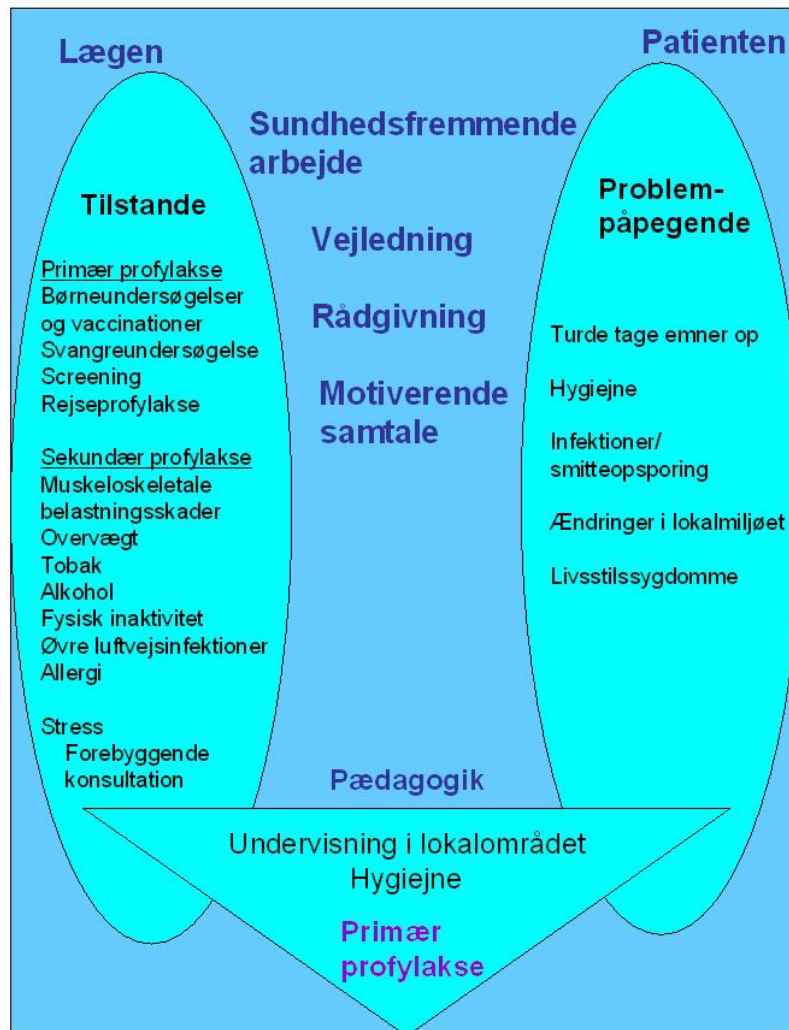 Lægen
Patienten
Sundhedsfremmende
arbejde
Vejledning
Rådgivning
Motiverende
samtale
Tilstande
Primær profylakse
Børneundersøgelser
og vaccinationer
Svangreundersøgelse
Screening
Rejseprofylakse
Sekundær profylakse
Muskeloskeletale
belastningsskader
Overvægt
Tobak
Alkohol
Fysisk inaktivitet
Øvre luftvejsinfektioner
Allergi
Stress
Forebyggende
konsultation
Problem-
påpegende
Turde tage emner op
Hygiejne
Infektioner/
smitteopsporing
Ændringer i lokalmiljøet
Livsstilssygdomme
Pædagogik
Undervisning i lokalområdet
Hygiejne
Primær
profylakse